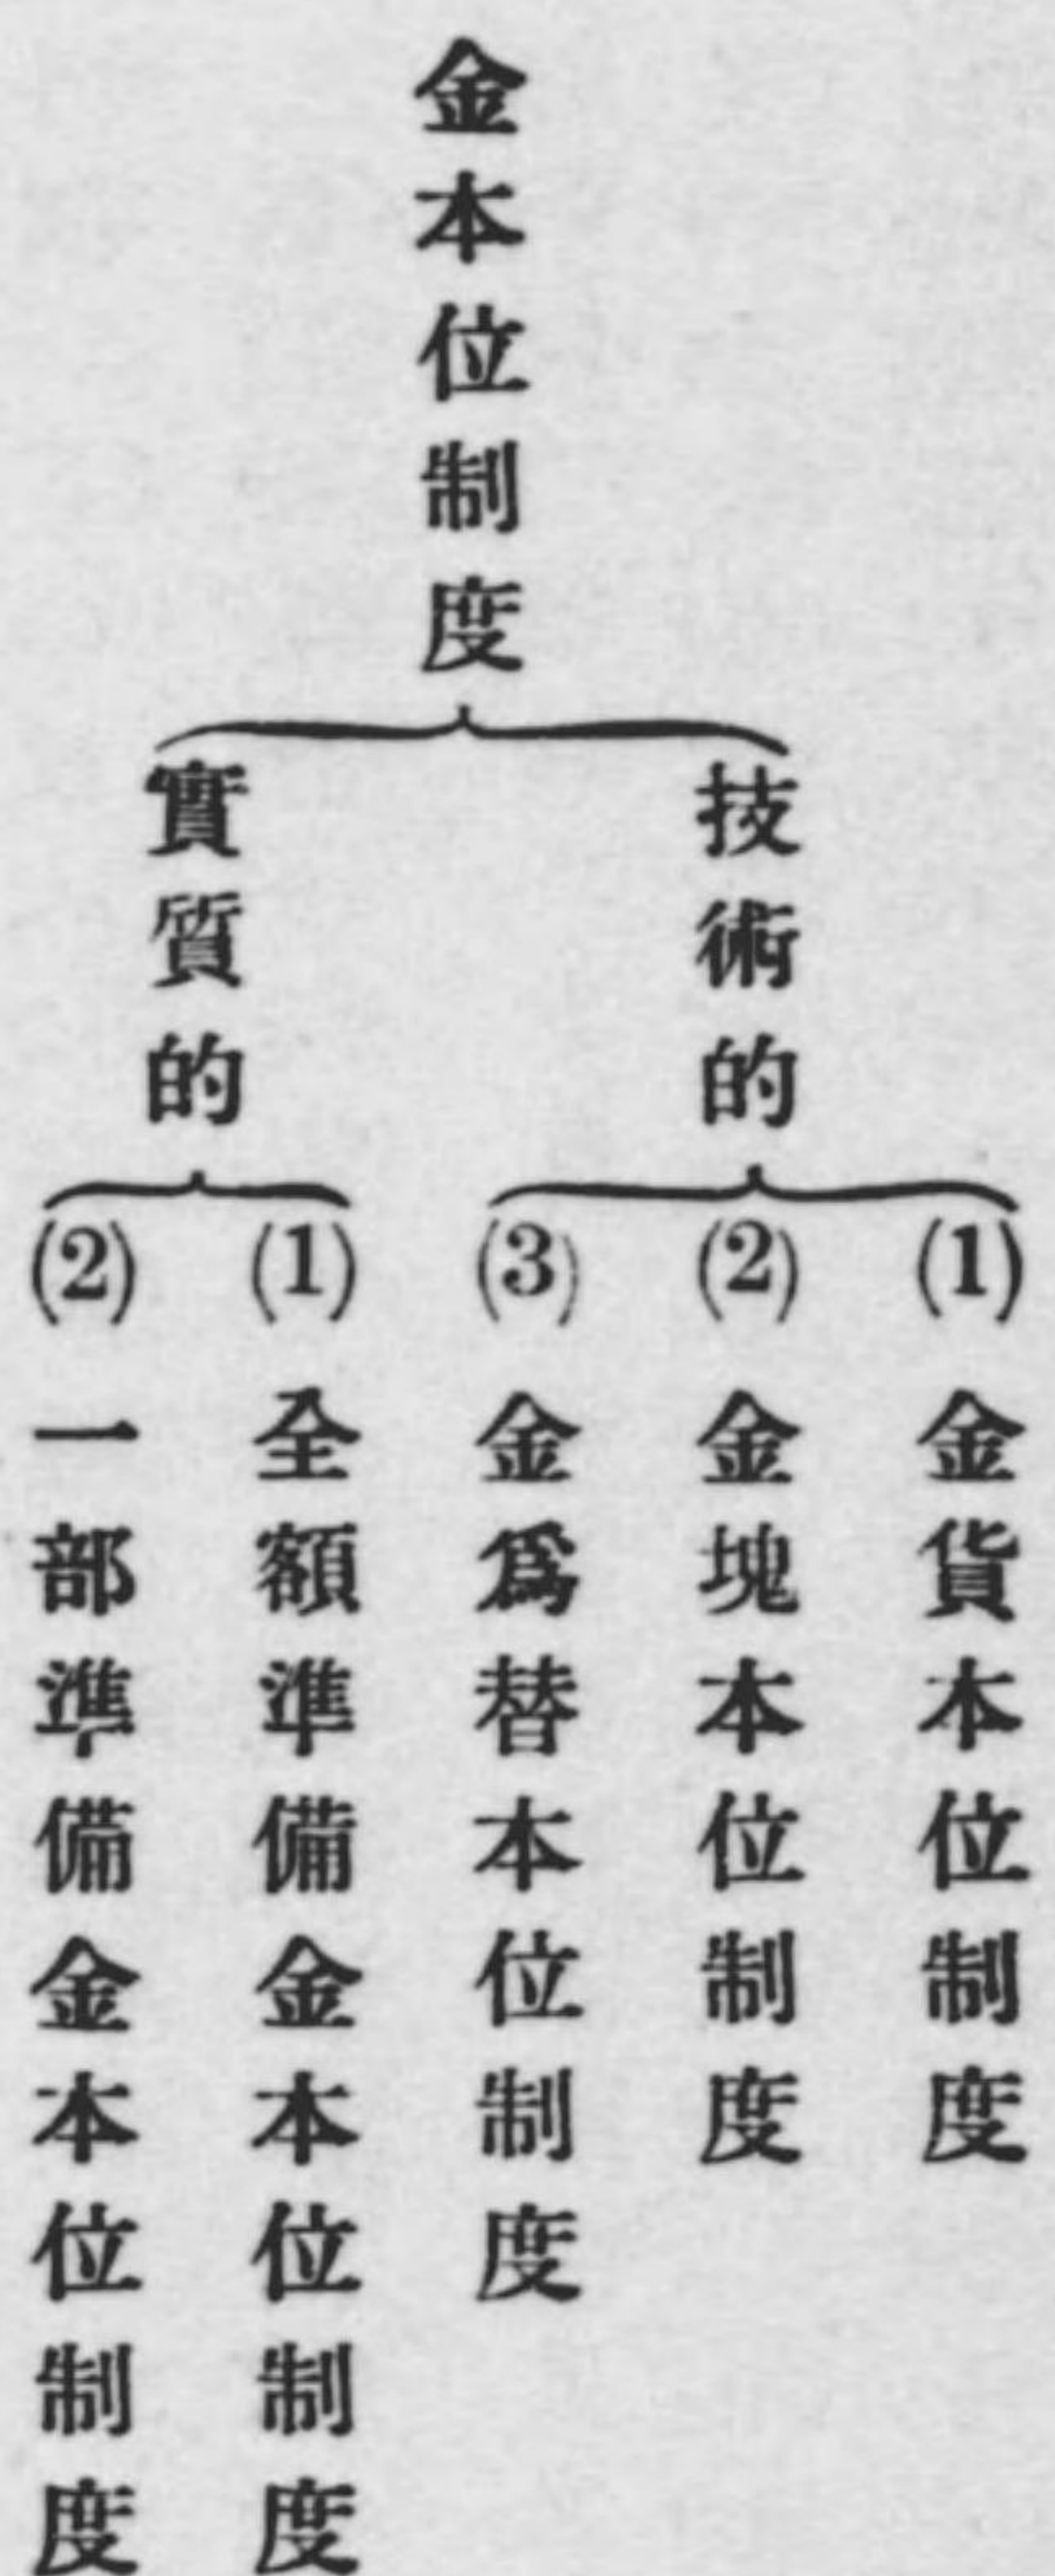 金本位制度
技術的
(1)金貨本位制度
(2)金塊本位制度
(3)金爲替本位制度
實質的
(1)全額準備金本位制度
(2)一部準備金本位制度